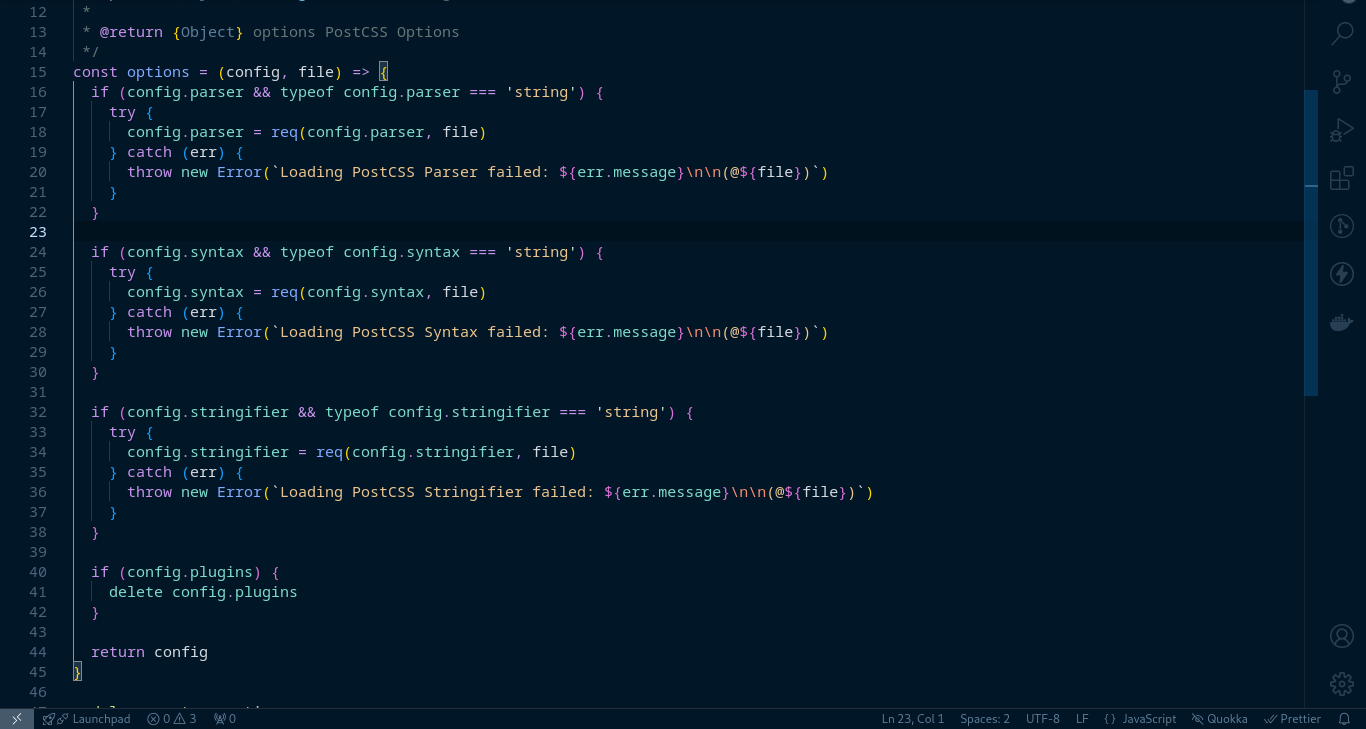 12 *
13 * @return {Object} options PostCSS Options
14 */
15 const options = (config, file) => {
16 if (config.parser && typeof config.parser === 'string') {
17 try {
18 config.parser = req(config.parser, file)
19 } catch (err) {
20 throw new Error(`Loading PostCSS Parser failed: ${err.message}\n\n(@${file})`)
21 }
22 }
23
24 if (config.syntax && typeof config.syntax === 'string') {
25 try {
26 config.syntax = req(config.syntax, file)
27 } catch (err) {
28 throw new Error(`Loading PostCSS Syntax failed: ${err.message}\n\n(@${file})`)
29 }
30 }
31
32 if (config.stringifier && typeof config.stringifier === 'string') {
33 try {
34 config.stringifier = req(config.stringifier, file)
35 } catch (err) {
36 throw new Error(`Loading PostCSS Stringifier failed: ${err.message}\n\n(@${file})`)
37 }
38 }
39
40 if (config.plugins) {
41 delete config.plugins
42 }
43
44 return config
45 }
46
Launchpad 0 3 0 Ln 23, Col 1 Spaces: 2 UTF-8 LF {} JavaScript Quokka Prettier